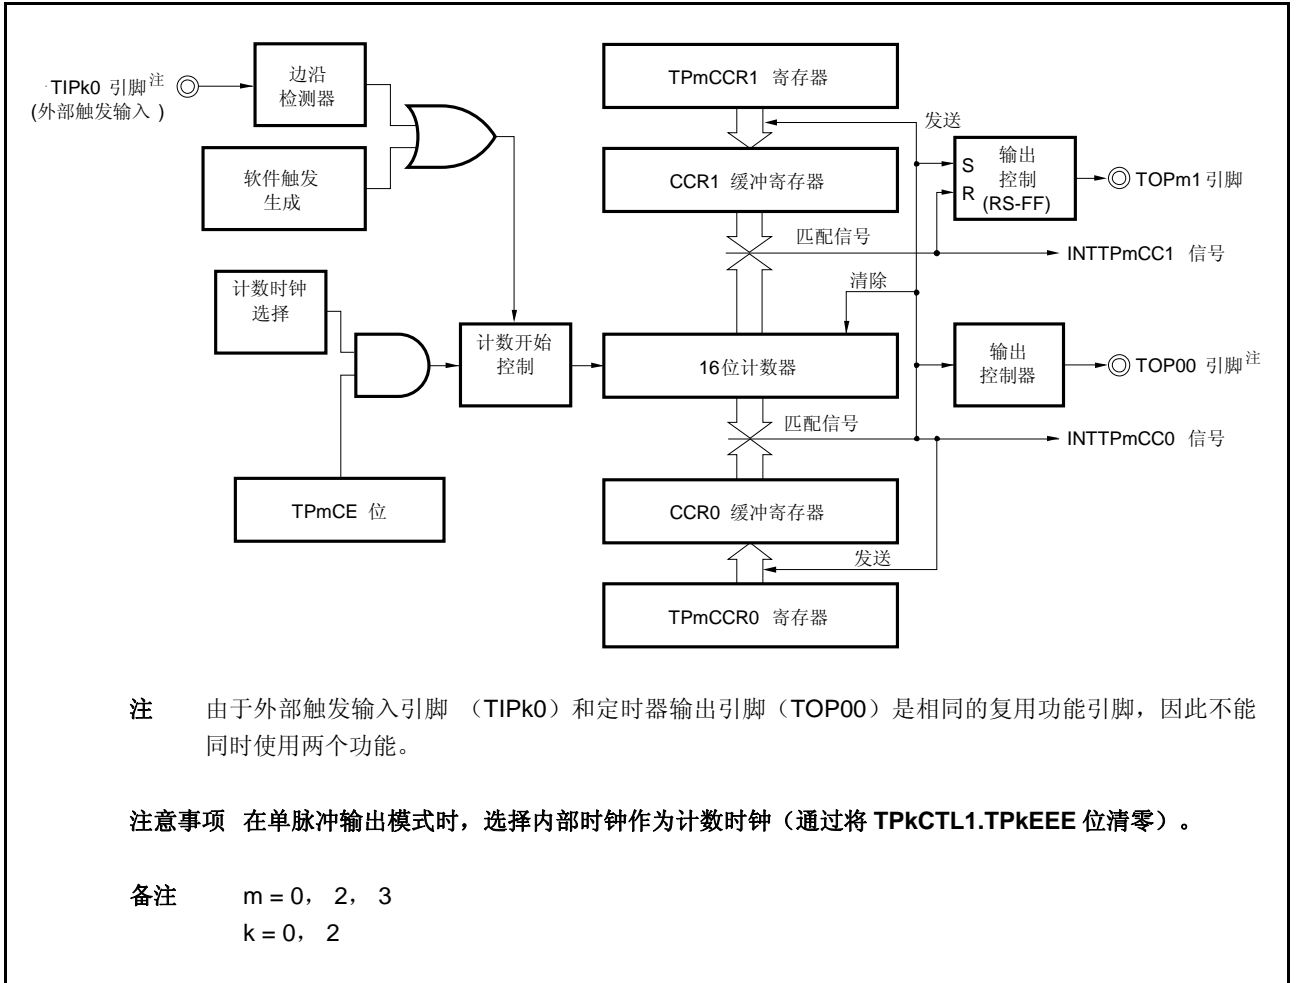 TIPk0 引脚注
(外部触发输入 )
边沿
检测器
软件触发
生成
计数时钟
选择
TPmCE 位
计数开始
控制
TPmCCR1 寄存器
发送
CCR1 缓冲寄存器
匹配信号
清除
16位计数器
匹配信号
CCR0 缓冲寄存器
发送
TPmCCR0 寄存器
S
R
输出
控制
(RS-FF)
TOPm1 引脚
INTTPmCC1 信号
输出
控制器
TOP00 引脚注
INTTPmCC0 信号
注 由于外部触发输入引脚 （TIPk0）和定时器输出引脚（TOP00）是相同的复用功能引脚，因此不能
同时使用两个功能。
注意事项 在单脉冲输出模式时，选择内部时钟作为计数时钟（通过将 TPkCTL1.TPkEEE 位清零）。
备注 m = 0， 2， 3
k = 0， 2